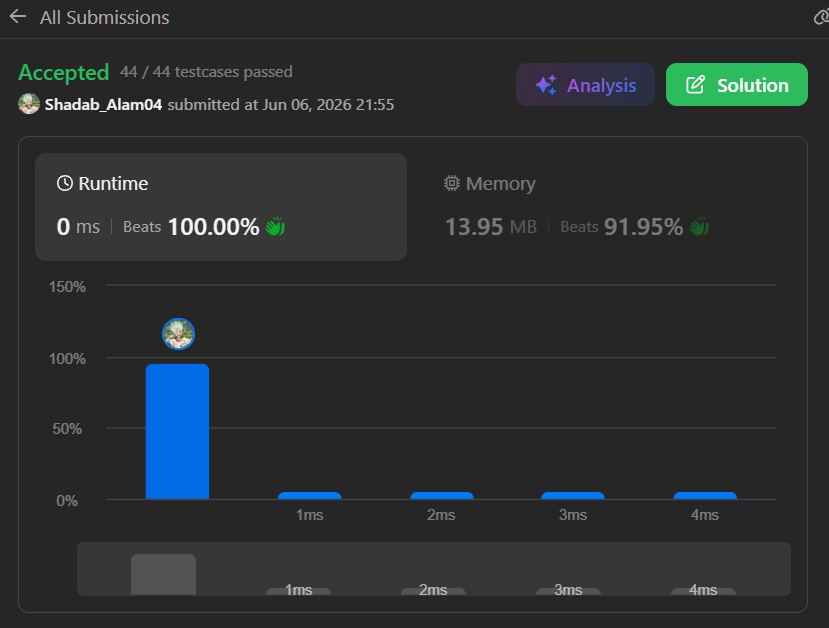 All Submissions
Accepted 44 / 44 testcases passed
Analysis
Solution
Shadab_Alam04 submitted at Jun 06, 2026 21:55
Runtime
0 ms Beats 100.00%
Memory
13.95 MB Beats 91.95%
150%
100%
50%
0%
1ms 2ms 3ms 4ms
1ms 2ms 3ms 4ms